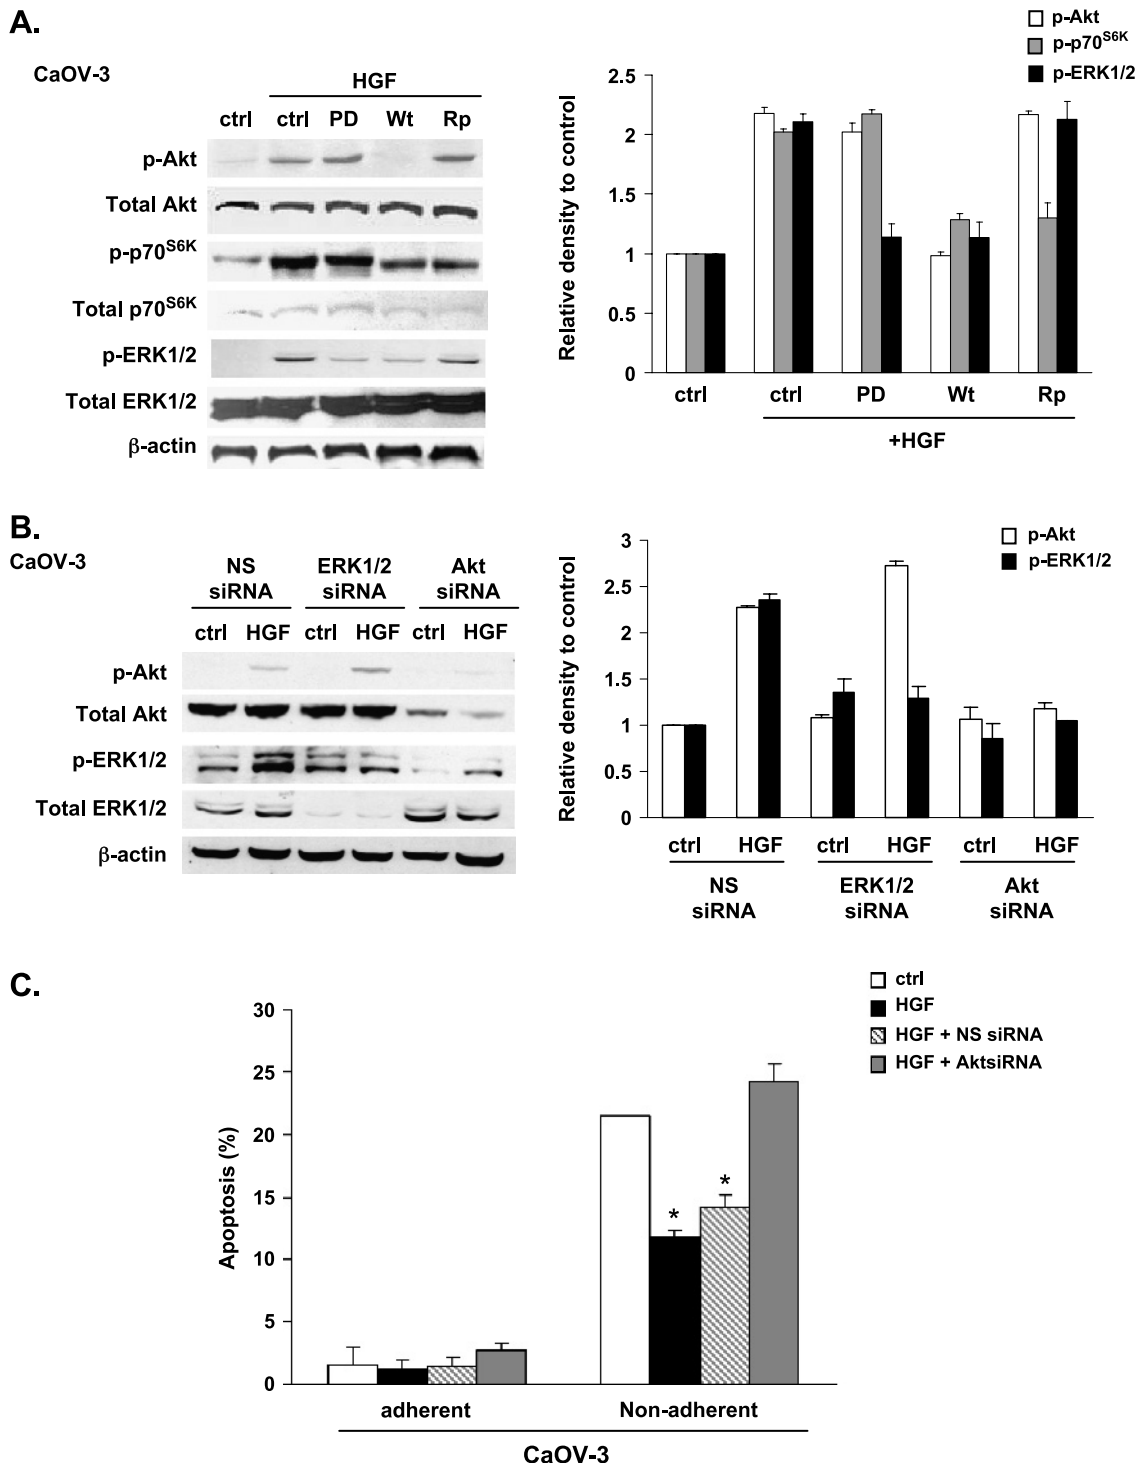 A.
CaOV-3
HGF
ctrl ctrl PD Wt Rp
p-Akt
Total Akt
p-p70S6K
Total p70S6K
p-ERK1/2
Total ERK1/2
β-actin
p-Akt
p-p70S6K
p-ERK1/2
Relative density to control
2.5
2
1.5
1
0.5
0
ctrl ctrl PD Wt Rp
+HGF
B.
CaOV-3
NS siRNA
ERK1/2 siRNA
Akt siRNA
ctrl HGF ctrl HGF ctrl HGF
p-Akt
Total Akt
p-ERK1/2
Total ERK1/2
β-actin
p-Akt
p-ERK1/2
Relative density to control
3
2.5
2
1.5
1
0.5
0
ctrl HGF ctrl HGF ctrl HGF
NS siRNA
ERK1/2 siRNA
Akt siRNA
C.
ctrl
HGF
HGF + NS siRNA
HGF + AktsiRNA
Apoptosis (%)
30
25
20
15
10
5
0
* *
adherent Non-adherent
CaOV-3